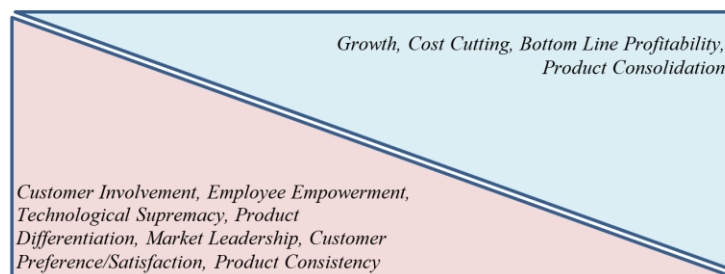 Growth, Cost Cutting, Bottom Line Profitability,
Product Consolidation
Customer Involvement, Employee Empowerment,
Technological Supremacy, Product
Differentiation, Market Leadership, Customer
Preference/Satisfaction, Product Consistency